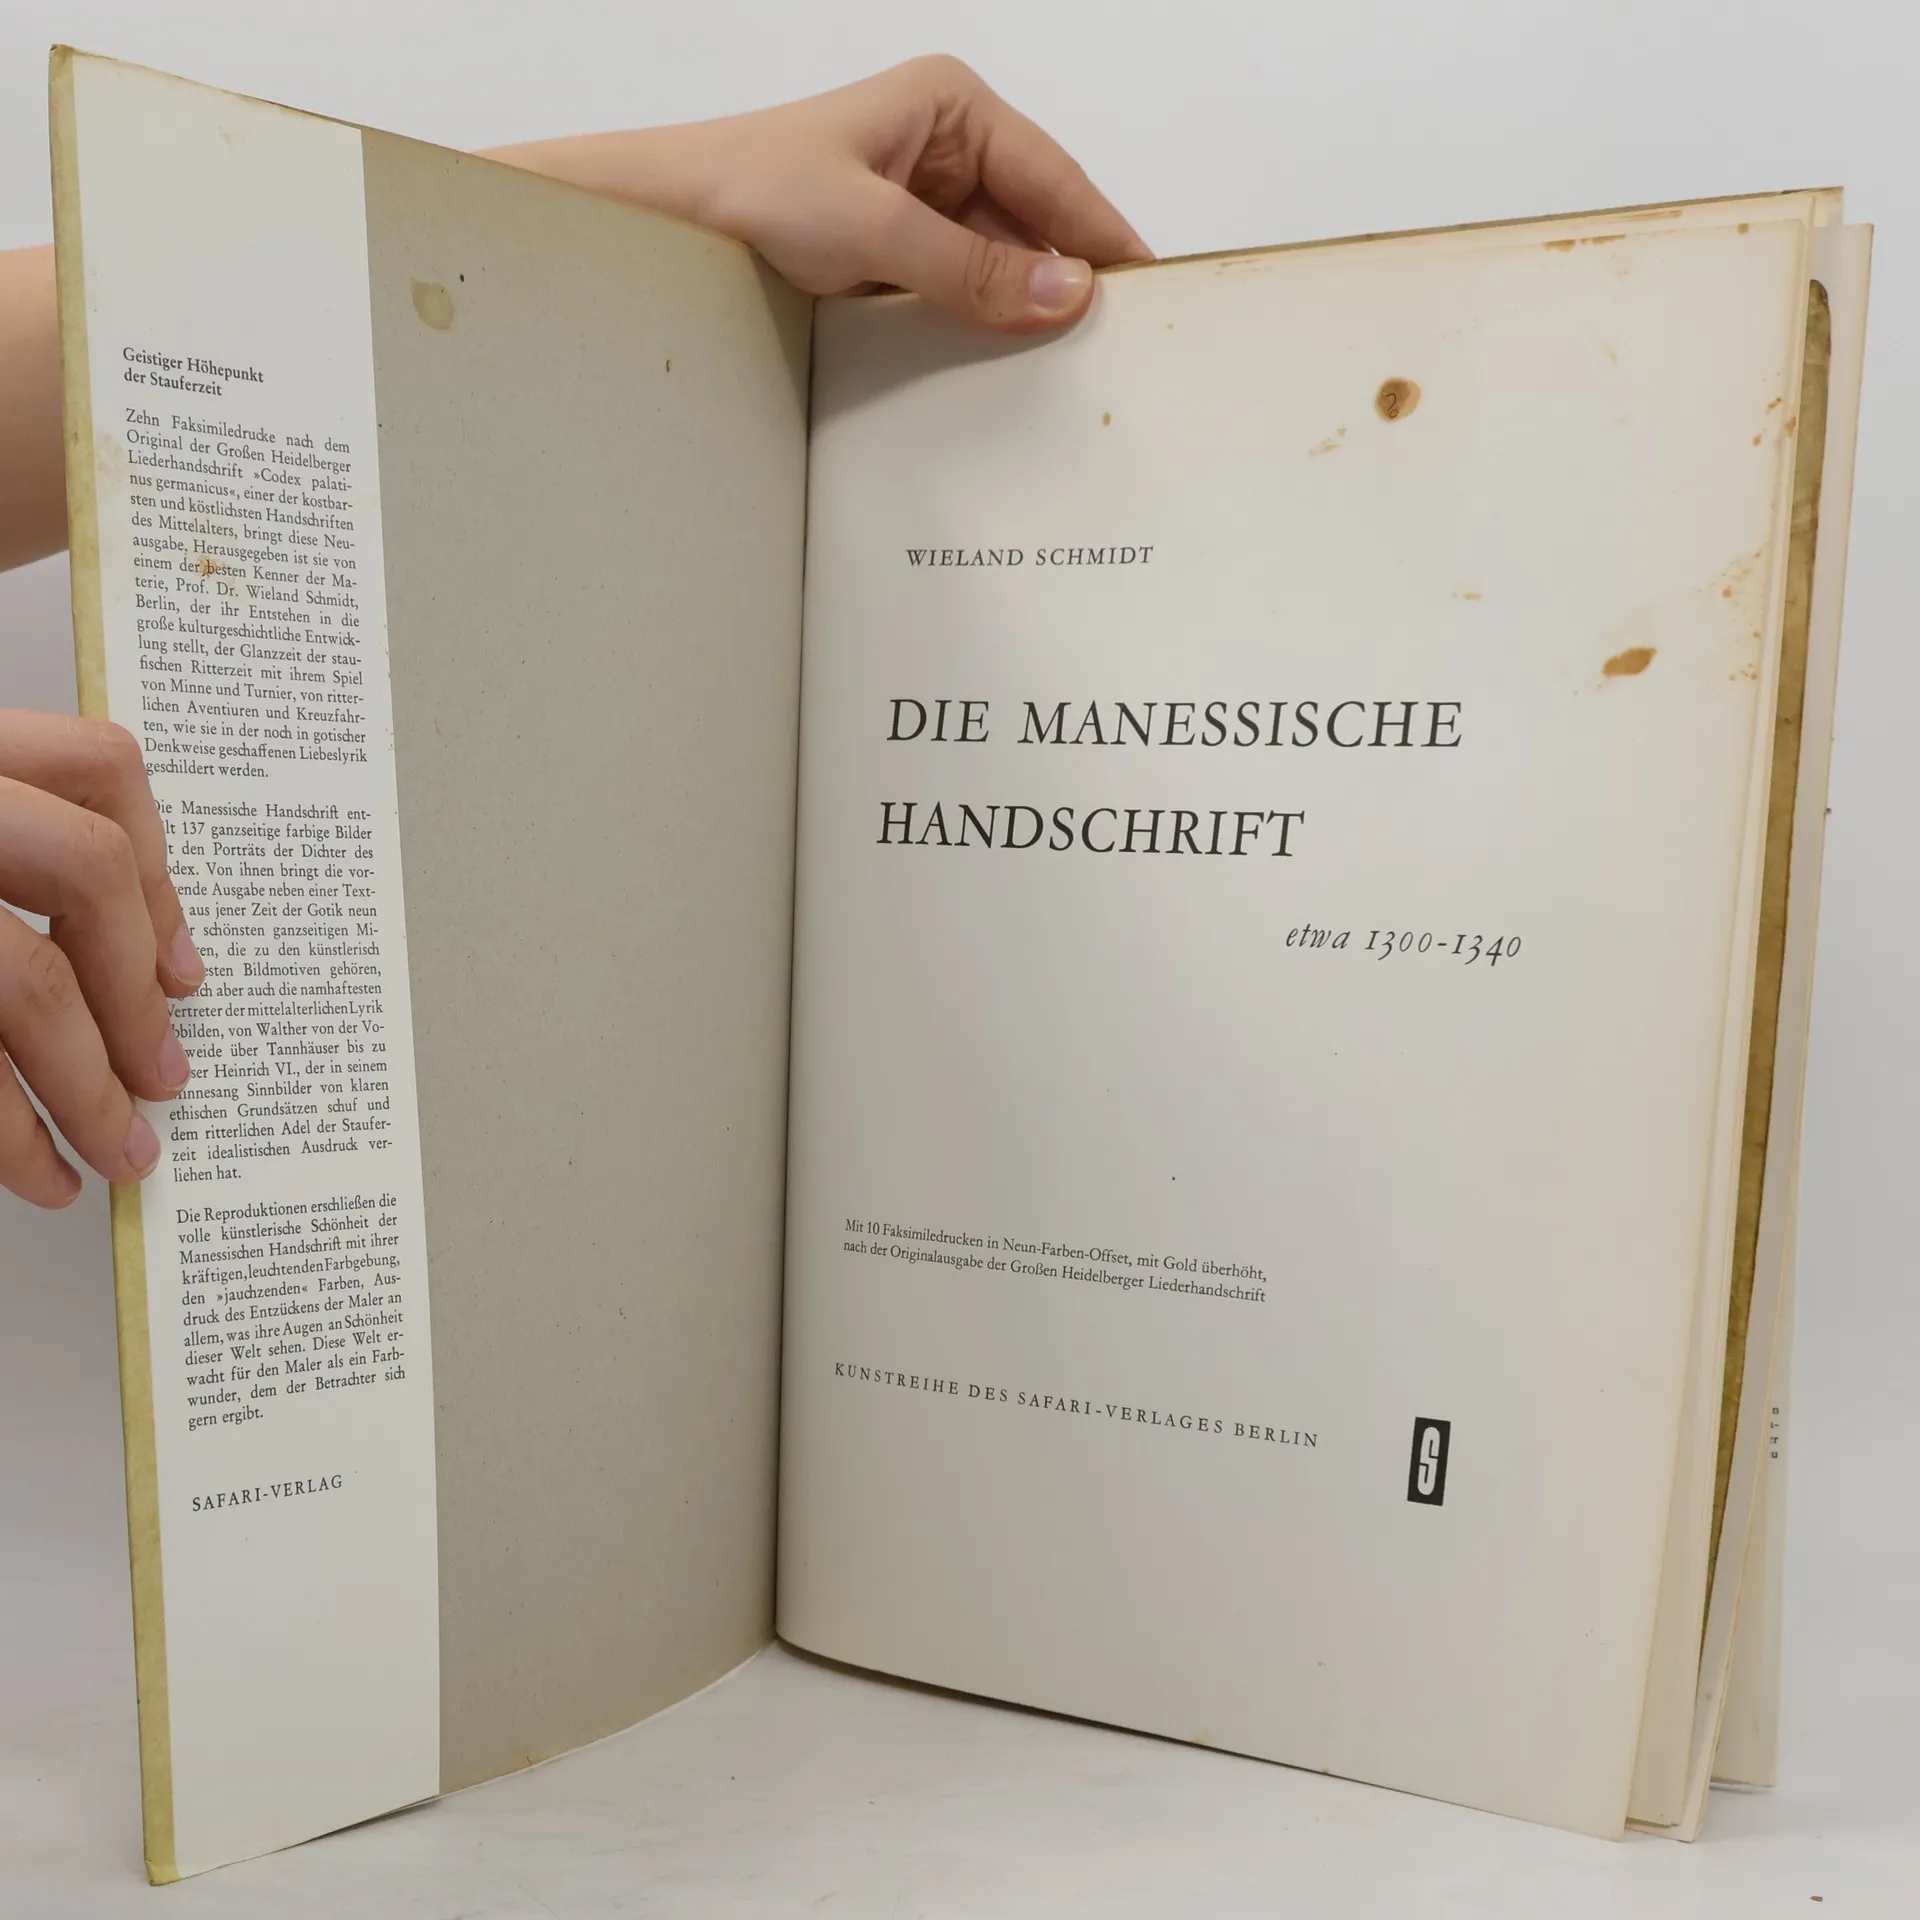 Geistiger Höhepunkt
der Stauferzeit
Zehn Faksimiledrucke nach dem
Original der Großen Heidelberger
Liederhandschrift »Codex palati-
nus germanicus«, einer der kostbar-
sten und köstlichsten Handschriften
des Mittelalters, bringt diese Neu-
ausgabe. Herausgegeben ist sie von
einem der besten Kenner der Ma-
terie, Prof. Dr. Wieland Schmidt,
Berlin, der ihr Entstehen in die
große kulturgeschichtliche Entwick-
lung stellt, der Glanzzeit der stau-
fischen Ritterzeit mit ihrem Spiel
von Minne und Turnier, von ritter-
lichen Aventiuren und Kreuzfahr-
ten, wie sie in der noch in gotischer
Denkweise geschaffenen Liebeslyrik
geschildert werden.
Die Manessische Handschrift ent-
lt 137 ganzseitige farbige Bilder
t den Porträts der Dichter des
odex. Von ihnen bringt die vor-
ende Ausgabe neben einer Text-
aus jener Zeit der Gotik neun
r schönsten ganzseitigen Mi-
ren, die zu den künstlerisch
esten Bildmotiven gehören,
ich aber auch die namhaftesten
Vertreter der mittelalterlichen Lyrik
bbilden, von Walther von der Vo-
weide über Tannhäuser bis zu
ser Heinrich VI., der in seinem
Minnesang Sinnbilder von klaren
ethischen Grundsätzen schuf und
dem ritterlichen Adel der Staufer-
zeit idealistischen Ausdruck ver-
liehen hat.
Die Reproduktionen erschließen die
volle künstlerische Schönheit der
Manessischen Handschrift mit ihrer
kräftigen, leuchtenden Farbgebung,
den »jauchzenden« Farben, Aus-
druck des Entzückens der Maler an
allem, was ihre Augen an Schönheit
dieser Welt sehen. Diese Welt er-
wacht für den Maler als ein Farb-
wunder, dem der Betrachter sich
gern ergibt.
SAFARI-VERLAG
WIELAND SCHMIDT
DIE MANESSISCHE
HANDSCHRIFT
etwa 1300-1340
Mit 10 Faksimiledrucken in Neun-Farben-Offset, mit Gold überhöht,
nach der Originalausgabe der Großen Heidelberger Liederhandschrift
KUNSTREIHE DES SAFARI-VERLAGES BERLIN
S